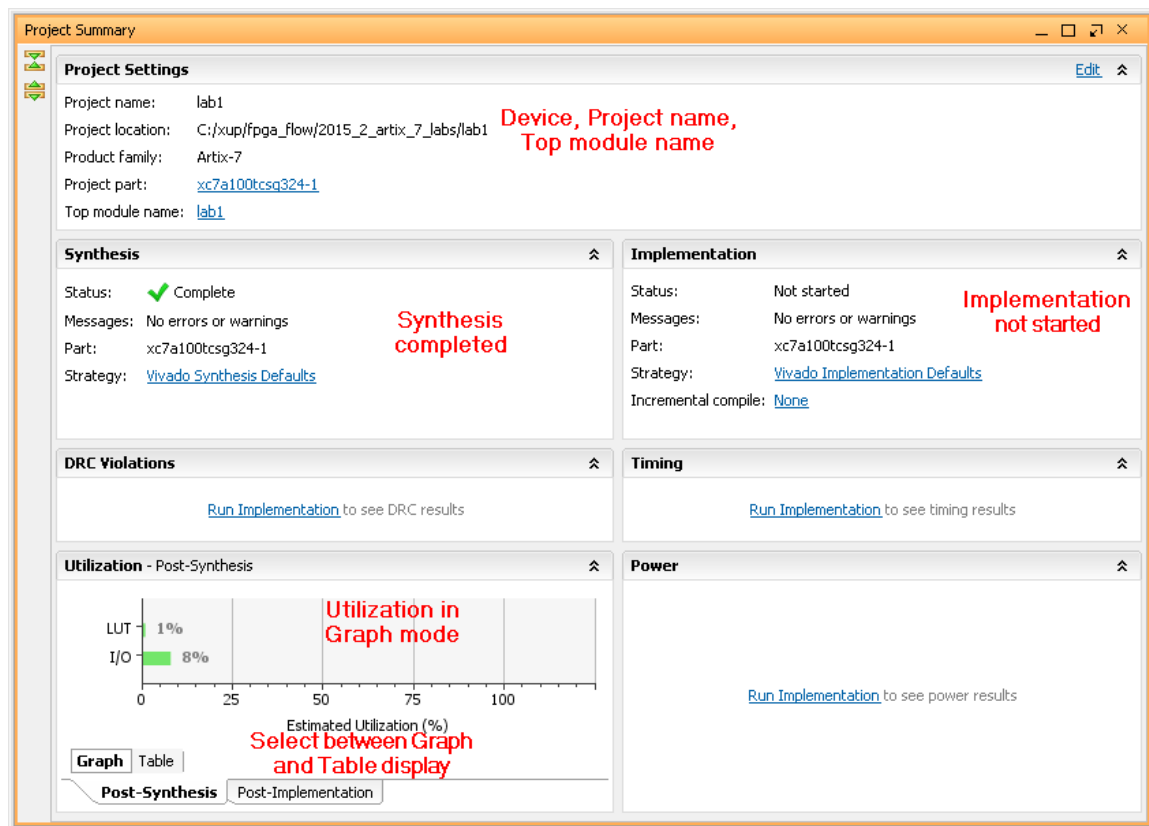 Project Summary
Project Settings
Edit
Project name: lab1
Project location: C:/xup/fpga_flow/2015_2_artix_7_labs/lab1
Product family: Artix-7
Project part: xc7a100tcsg324-1
Top module name: lab1
Device, Project name,
Top module name
Synthesis
Status: Complete
Messages: No errors or warnings
Part: xc7a100tcsg324-1
Strategy: Vivado Synthesis Defaults
Synthesis
completed
Implementation
Status: Not started
Messages: No errors or warnings
Part: xc7a100tcsg324-1
Strategy: Vivado Implementation Defaults
Incremental compile: None
Implementation
not started
DRC Violations
Run Implementation to see DRC results
Timing
Run Implementation to see timing results
Utilization - Post-Synthesis
Utilization in
Graph mode
LUT 1%
I/O 8%
0 25 50 75 100
Estimated Utilization (%)
Select between Graph
and Table display
Graph Table
Post-Synthesis Post-Implementation
Power
Run Implementation to see power results